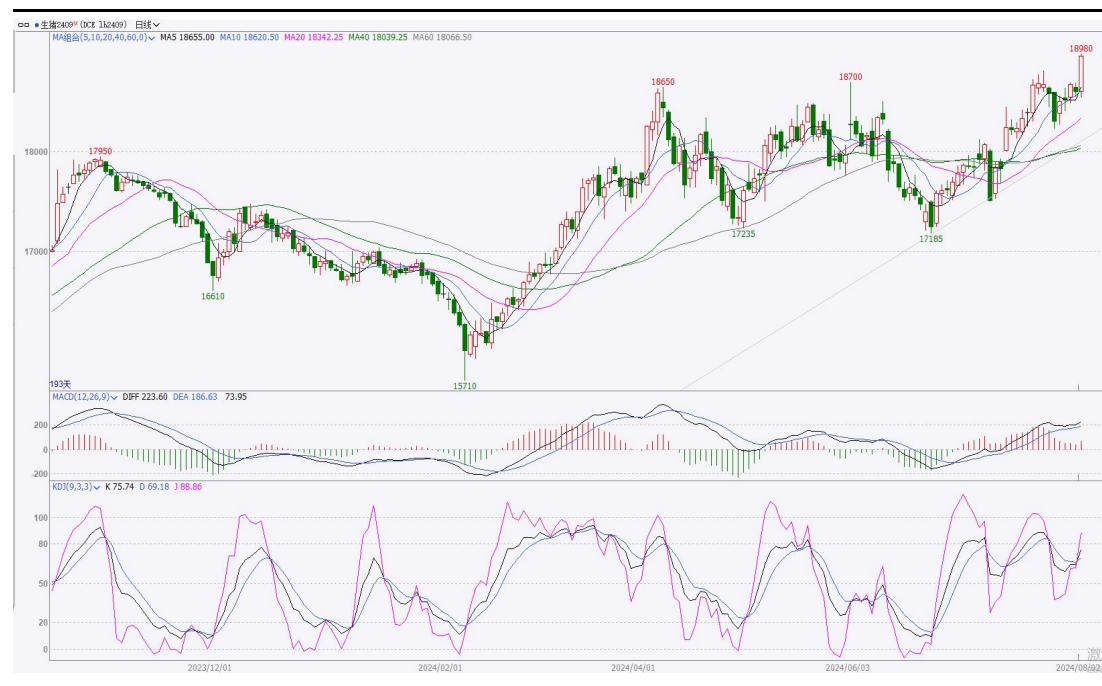 生猪2409ᴹ (DCE lh2409) 日线
MA组合(5,10,20,40,60,0) MA5 18655.00 MA10 18620.50 MA20 18342.25 MA40 18039.25 MA60 18066.50
18980
18650
18700
17950
18000
17235
17185
17000
16610
15710
193天
MACD(12,26,9) DIFF 223.60 DEA 186.63 73.95
200
0
-200
KDJ(9,3,3) K 75.74 D 69.18 J 88.86
100
80
50
20
0
激
2023/12/01 2024/02/01 2024/04/01 2024/06/03 2024/08/02